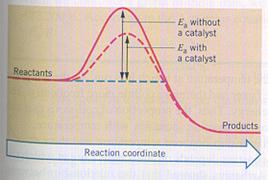 Eₐ without
a catalyst
Eₐ with
a catalyst
Reactants
Products
Reaction coordinate